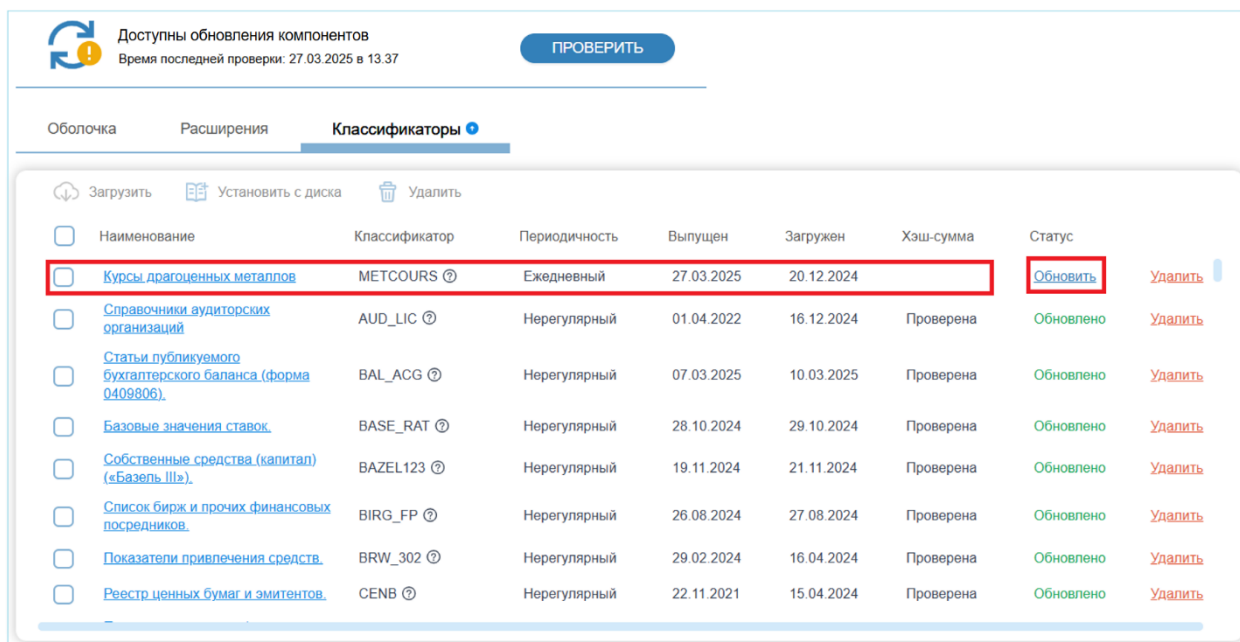 Доступны обновления компонентов
Время последней проверки: 27.03.2025 в 13.37
ПРОВЕРИТЬ
Оболочка Расширения Классификаторы
Загрузить Установить с диска Удалить
Наименование Классификатор Периодичность Выпущен Загружен Хэш-сумма Статус
Курсы драгоценных металлов METCOURS Ежедневный 27.03.2025 20.12.2024 Обновить Удалить
Справочники аудиторских
организаций AUD_LIC Нерегулярный 01.04.2022 16.12.2024 Проверена Обновлено Удалить
Статьи публикуемого
бухгалтерского баланса (форма BAL_ACG Нерегулярный 07.03.2025 10.03.2025 Проверена Обновлено Удалить
0409806).
Базовые значения ставок. BASE_RAT Нерегулярный 28.10.2024 29.10.2024 Проверена Обновлено Удалить
Собственные средства (капитал)
(«Базель III»). BAZEL123 Нерегулярный 19.11.2024 21.11.2024 Проверена Обновлено Удалить
Список бирж и прочих финансовых
посредников. BIRG_FP Нерегулярный 26.08.2024 27.08.2024 Проверена Обновлено Удалить
Показатели привлечения средств. BRW_302 Нерегулярный 29.02.2024 16.04.2024 Проверена Обновлено Удалить
Реестр ценных бумаг и эмитентов. CENB Нерегулярный 22.11.2021 15.04.2024 Проверена Обновлено Удалить